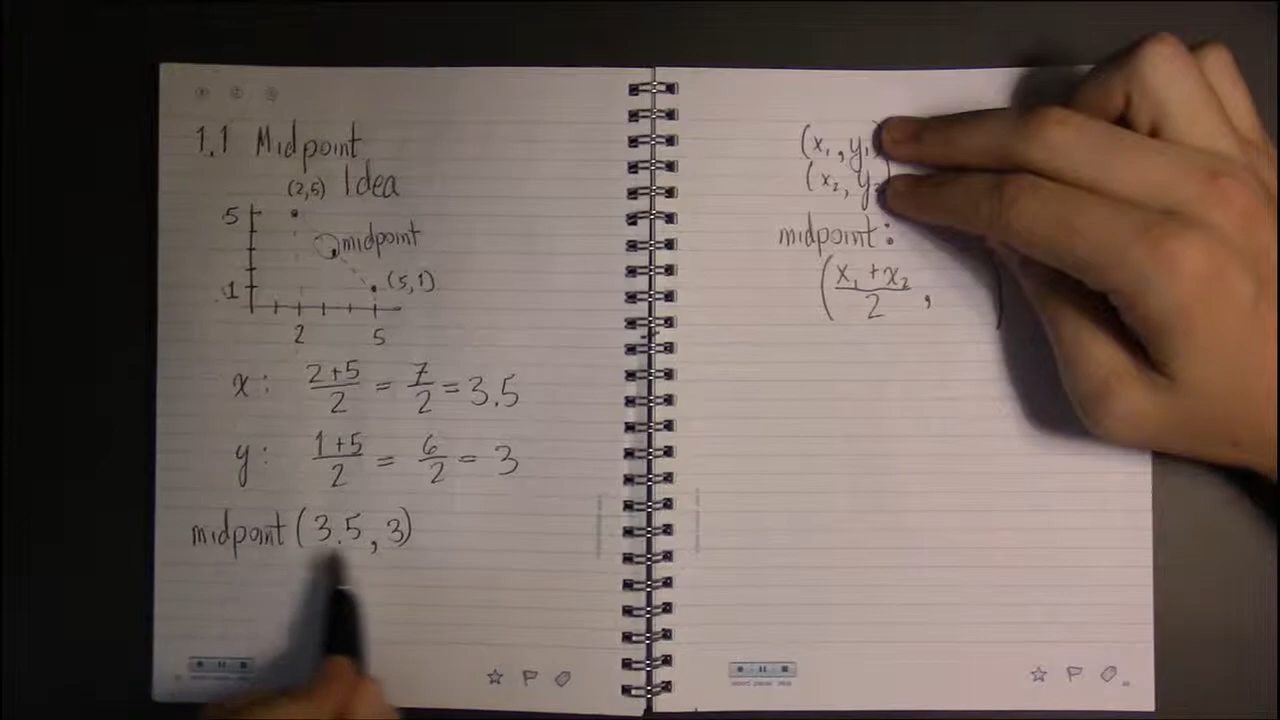 1.1 Midpoint
(2,5) Idea
5
midpoint
1 (5,1)
2 5
x: 2+5/2 = 7/2 = 3.5
y: 1+5/2 = 6/2 = 3
midpoint (3.5, 3)
(x₁, y₁
(x₂, y₂)
midpoint:
(x₁+x₂/2, )